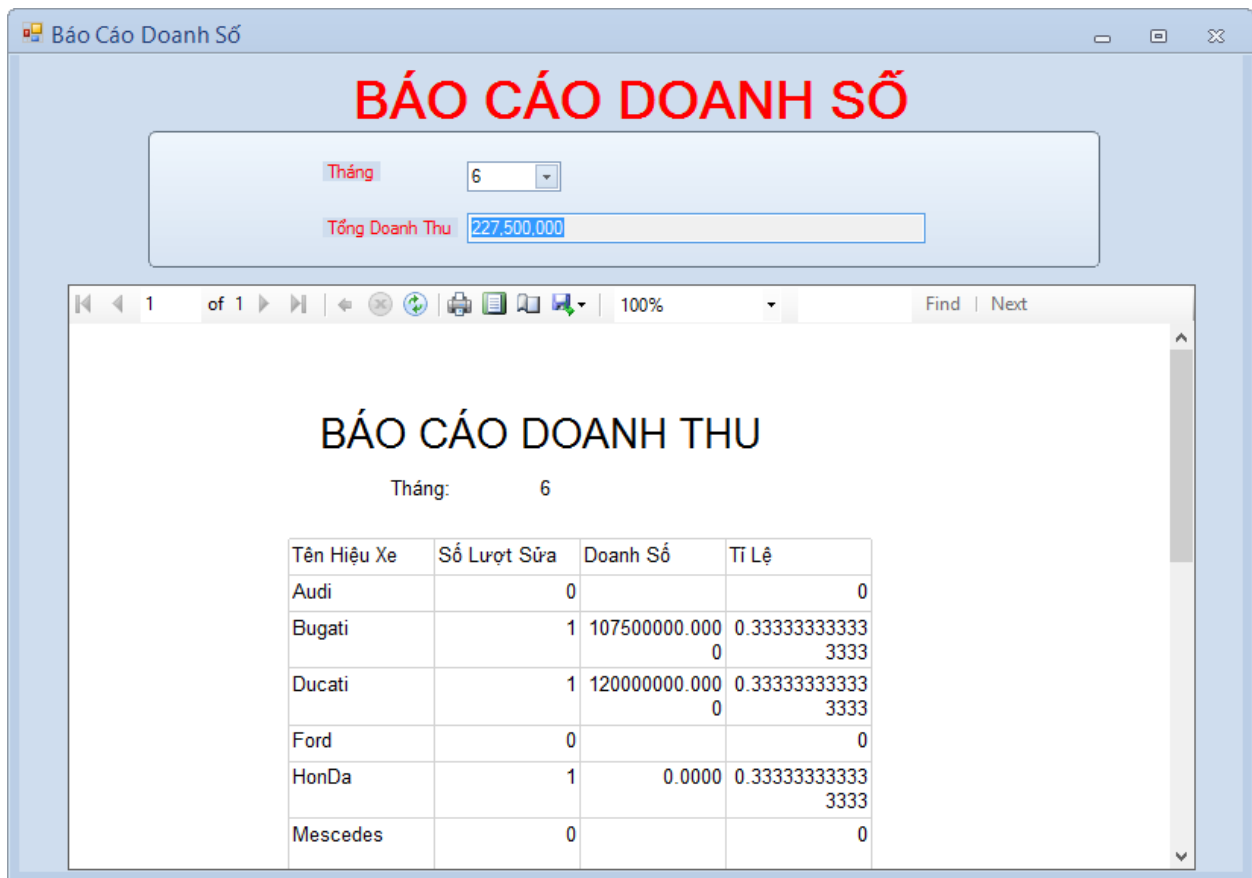 Báo Cáo Doanh Số
BÁO CÁO DOANH SỐ
Tháng 6
Tổng Doanh Thu 227,500,000
1 of 1 100% Find | Next
BÁO CÁO DOANH THU
Tháng: 6
Tên Hiệu Xe Số Lượt Sửa Doanh Số Tỉ Lệ
Audi 0 0
Bugati 1 107500000.000 0.33333333333
0 3333
Ducati 1 120000000.000 0.33333333333
0 3333
Ford 0 0
HonDa 1 0.0000 0.33333333333
3333
Mescedes 0 0